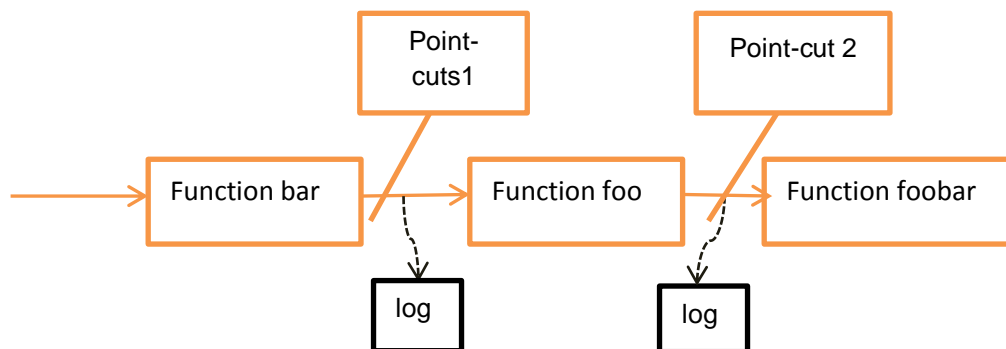 Point-
cuts1
Point-cut 2
Function bar
Function foo
Function foobar
log
log